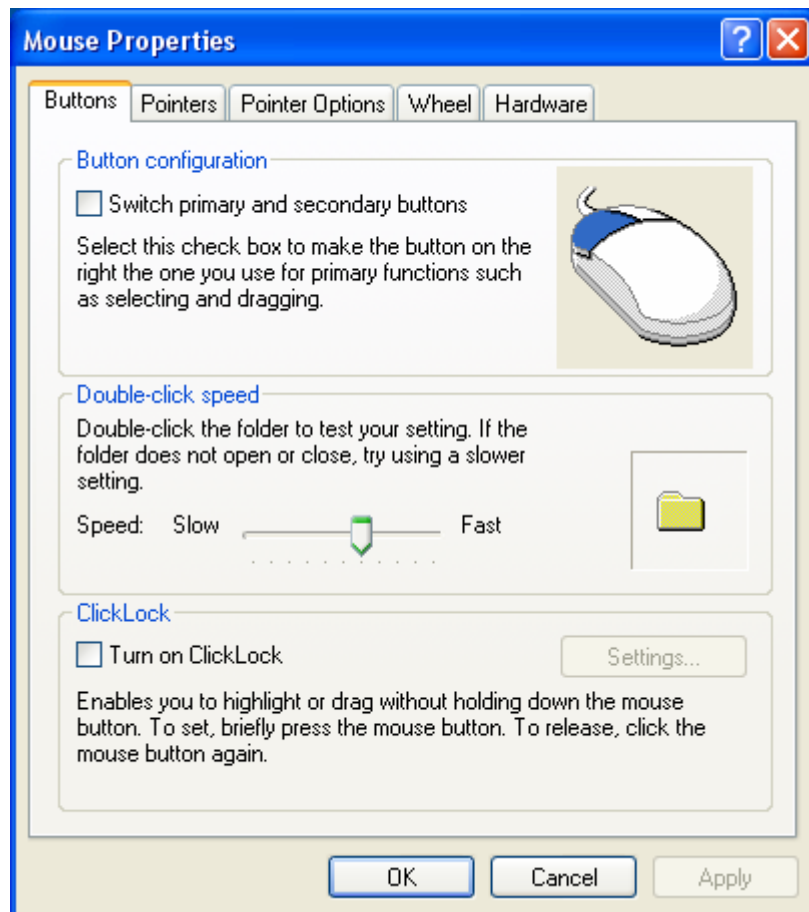 Mouse Properties
?
Buttons Pointers Pointer Options Wheel Hardware
Button configuration
Switch primary and secondary buttons
Select this check box to make the button on the
right the one you use for primary functions such
as selecting and dragging.
Double-click speed
Double-click the folder to test your setting. If the
folder does not open or close, try using a slower
setting.
Speed: Slow Fast
ClickLock
Turn on ClickLock Settings...
Enables you to highlight or drag without holding down the mouse
button. To set, briefly press the mouse button. To release, click the
mouse button again.
OK Cancel Apply